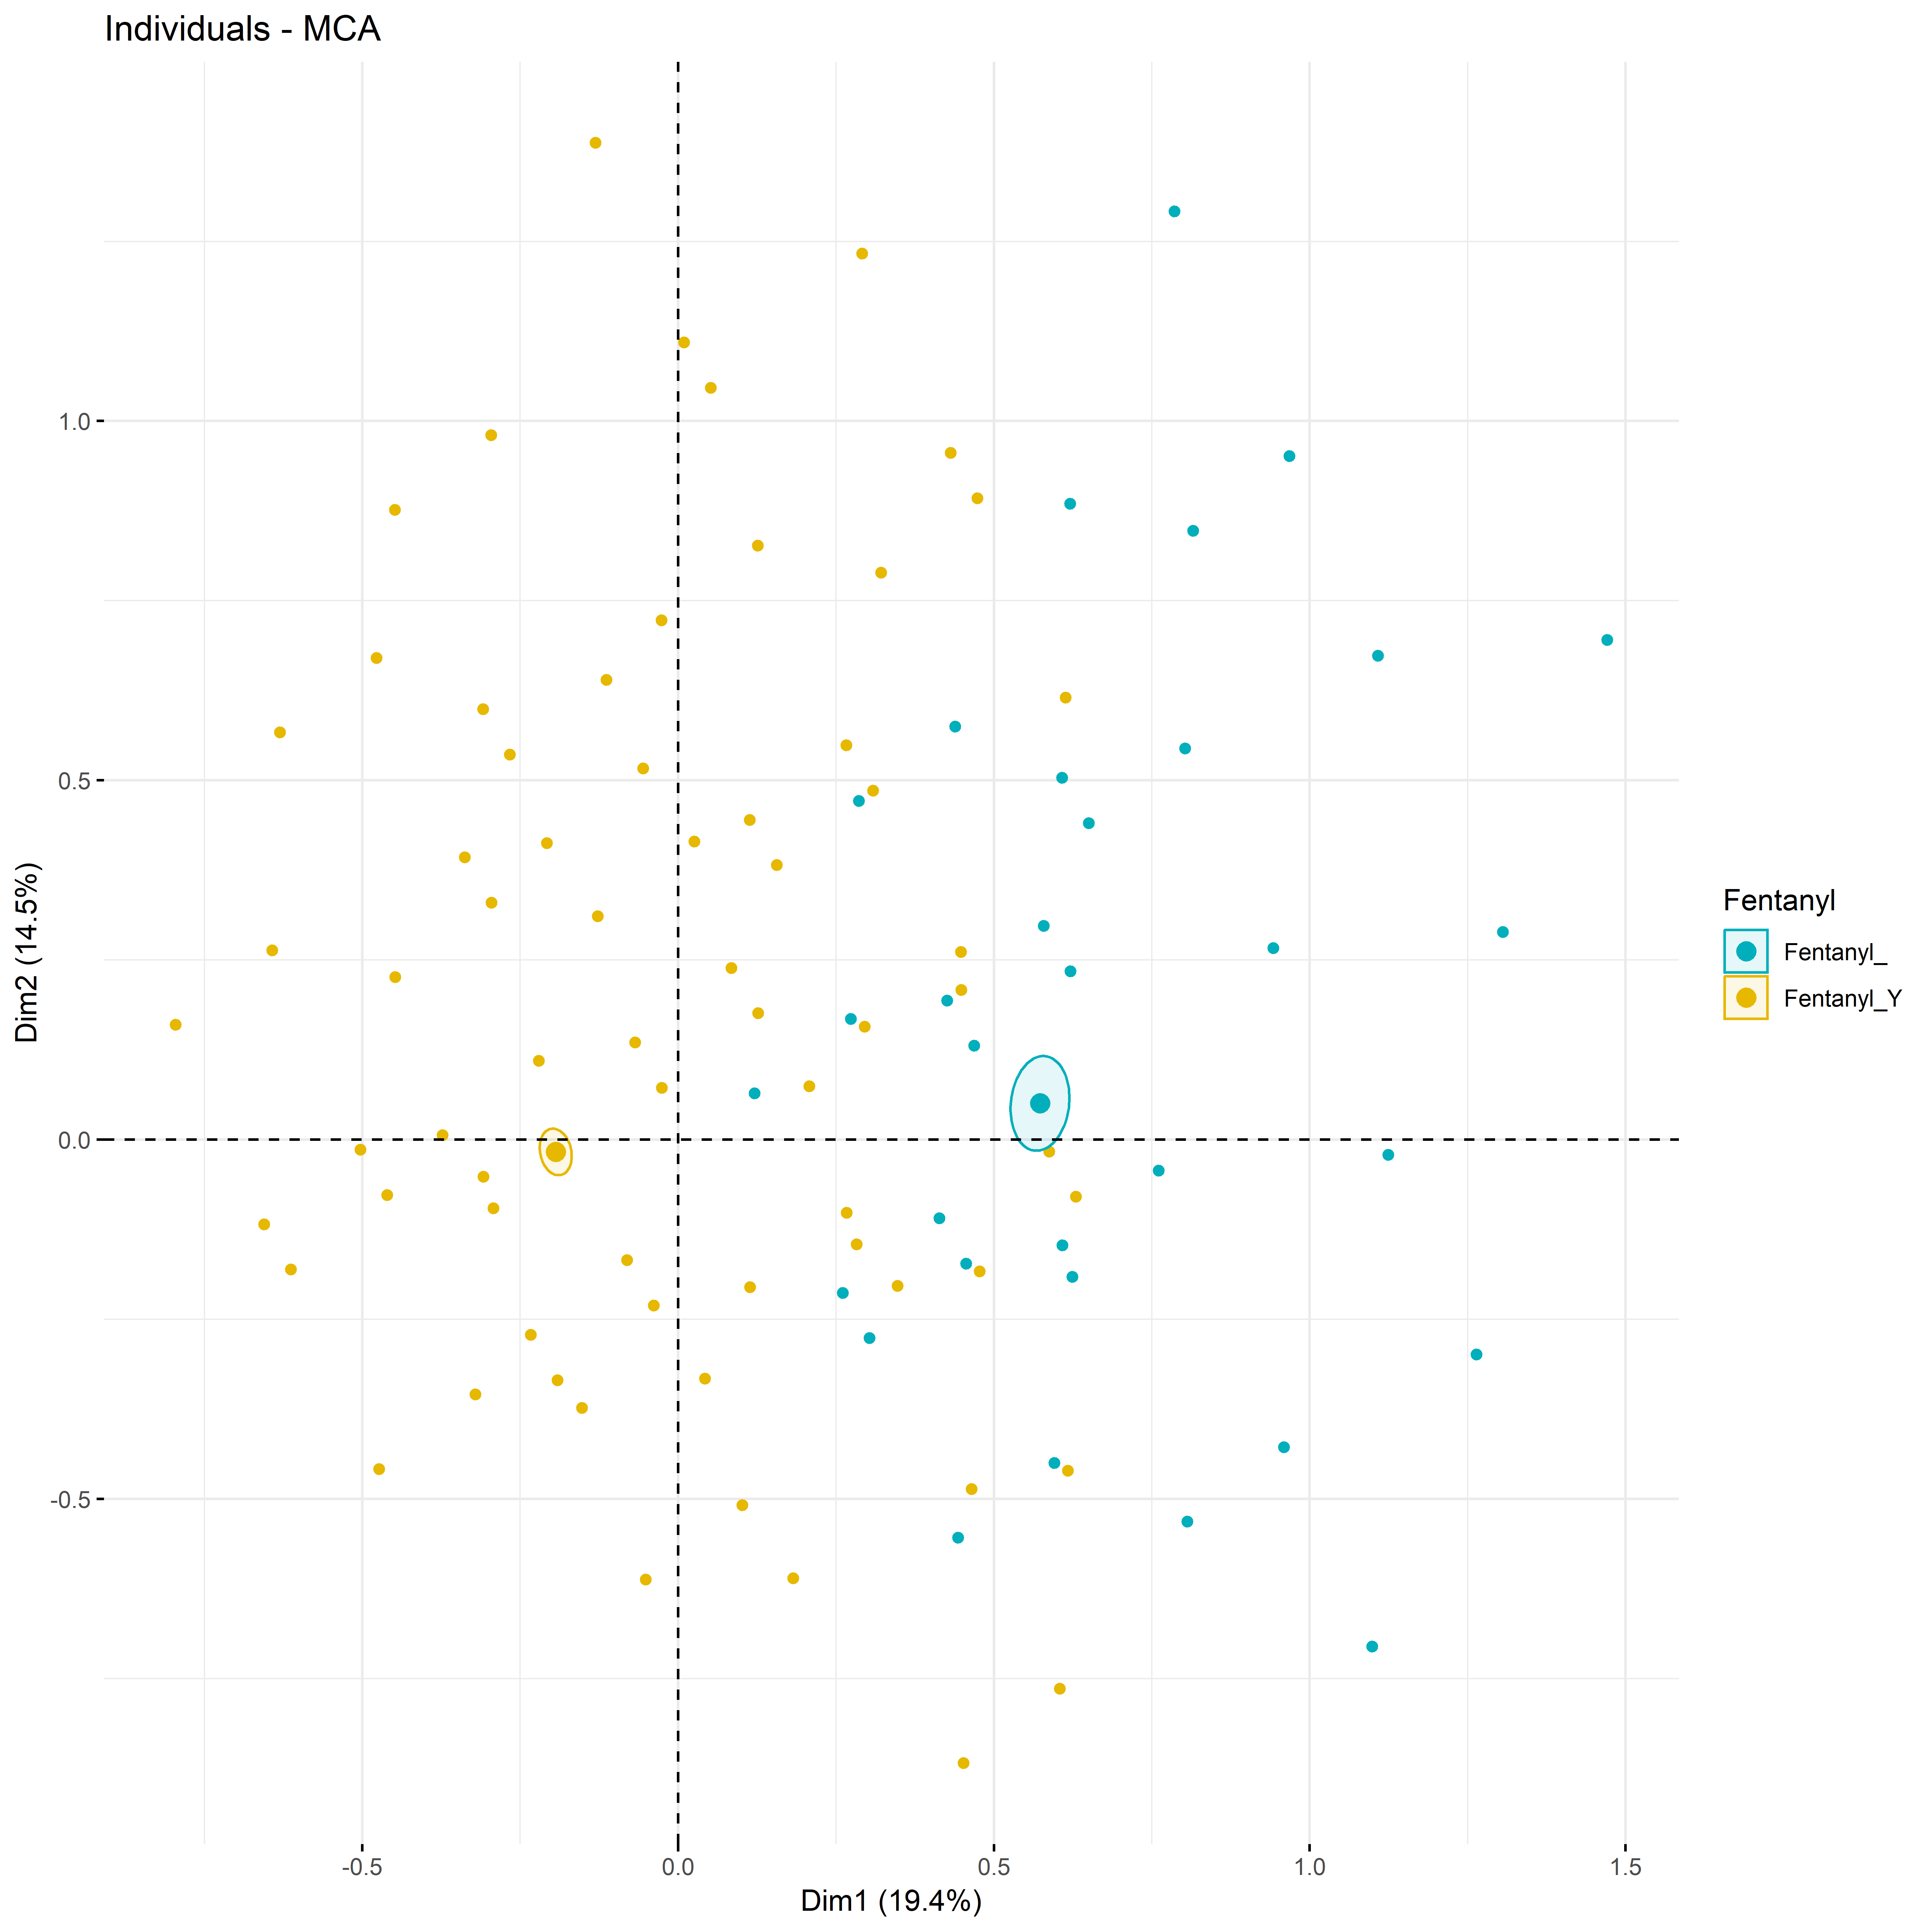 Individuals - MCA
1.0
0.5
0.0
-0.5
Dim2 (14.5%)
-0.5
0.0
0.5
1.0
1.5
Dim1 (19.4%)
Fentanyl
Fentanyl_
Fentanyl_Y